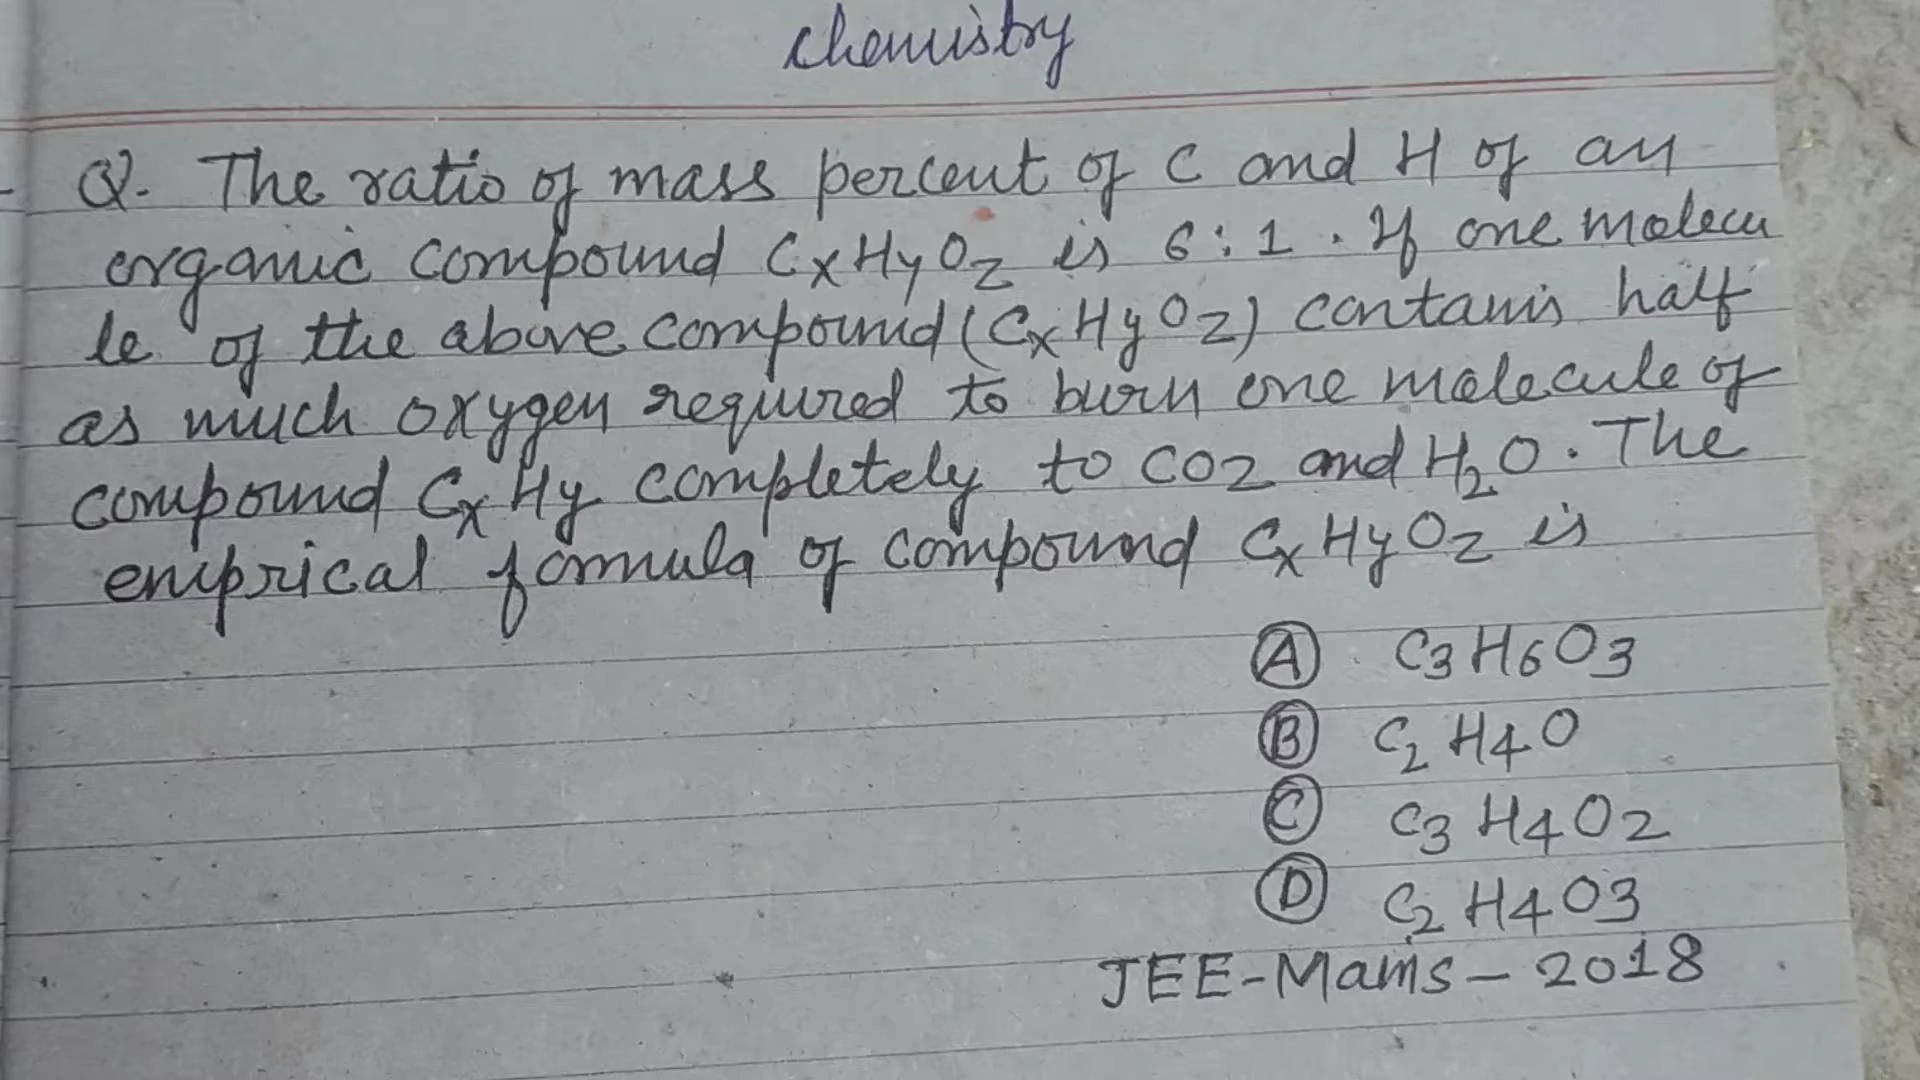 chemistry
Q. The ratio of mass percent of C and H of an
organic compound CxHyOz is 6:1. If one molecu
le of the above compound (CxHyOz) contains half
as much oxygen required to burn one molecule of
compound CxHy completely to CO2 and H2O. The
emprical formula of compound CxHyOz is
A C3H6O3
B C2H4O
C C3H4O2
D C2H4O3
JEE-Mains-2018